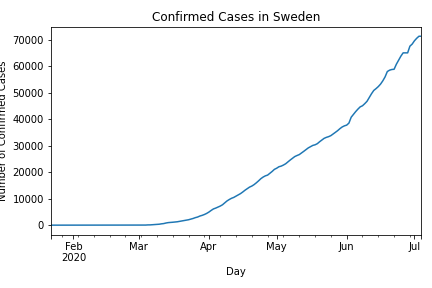 Confirmed Cases in Sweden
Number of Confirmed Cases
70000
60000
50000
40000
30000
20000
10000
0
Feb Mar Apr May Jun Jul
2020
Day